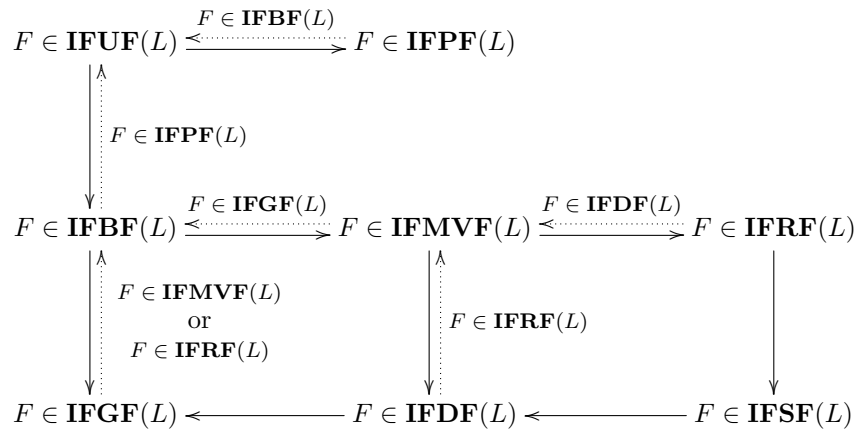 F ∈ IFBF(L)
F ∈ IFUF(L) F ∈ IFPF(L)
F ∈ IFPF(L)
F ∈ IFGF(L) F ∈ IFDF(L)
F ∈ IFBF(L) F ∈ IFMVF(L) F ∈ IFRF(L)
F ∈ IFMVF(L)
or F ∈ IFRF(L)
F ∈ IFRF(L)
F ∈ IFGF(L) F ∈ IFDF(L) F ∈ IFSF(L)